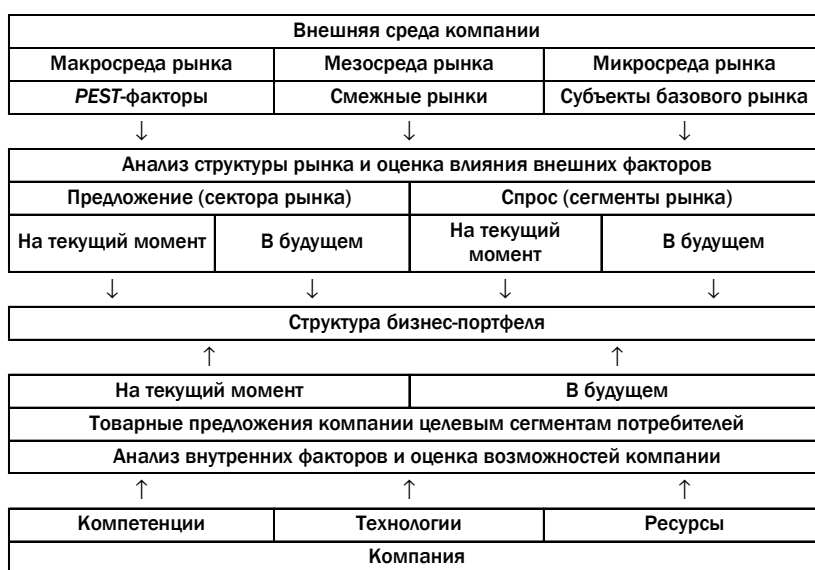 Внешняя среда компании
Макросреда рынка Мезосреда рынка Микросреда рынка
PEST-факторы Смежные рынки Субъекты базового рынка
↓ ↓ ↓
Анализ структуры рынка и оценка влияния внешних факторов
Предложение (сектора рынка) Спрос (сегменты рынка)
На текущий момент В будущем На текущий момент В будущем
↓ ↓ ↓ ↓
Структура бизнес-портфеля
↑ ↑
На текущий момент В будущем
Товарные предложения компании целевым сегментам потребителей
Анализ внутренних факторов и оценка возможностей компании
↑ ↑ ↑
Компетенции Технологии Ресурсы
Компания